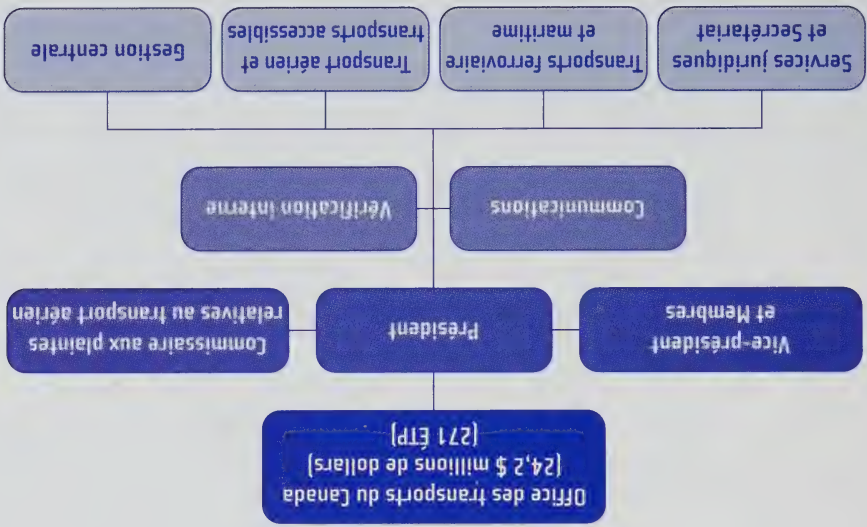 Office des transports du Canada
(24,2 $ millions de dollars)
(271 ÉTP)
Vice-président
et Membres
Président
Commissaire aux plaintes
relatives au transport aérien
Communications
Vérification interne
Services juridiques
et Secrétariat
Transports ferroviaire
et maritime
Transport aérien et
transports accessibles
Gestion centrale